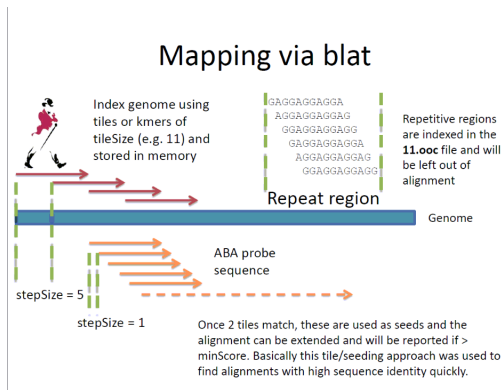 Mapping via blat
Index genome using
tiles or kmers of
tileSize (e.g. 11) and
stored in memory
GAGGAGGAGGA
AGGAGGAGGAG
GGAGGAGGAGG
GAGGAGGAGGA
AGGAGGAGGAG
GGAGGAGGAGG
Repeat region
Repetitive regions
are indexed in the
11.ooc file and will
be left out of
alignment
Genome
ABA probe
sequence
stepSize = 5
stepSize = 1
Once 2 tiles match, these are used as seeds and the
alignment can be extended and will be reported if >
minScore. Basically this tile/seeding approach was used to
find alignments with high sequence identity quickly.